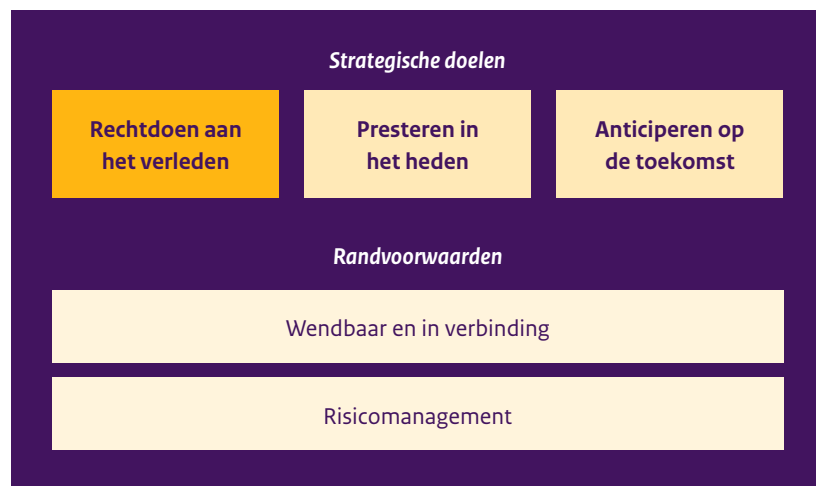 Strategische doelen
Rechtdoen aan
het verleden
Presteren in
het heden
Anticiperen op
de toekomst
Randvoorwaarden
Wendbaar en in verbinding
Risicomanagement